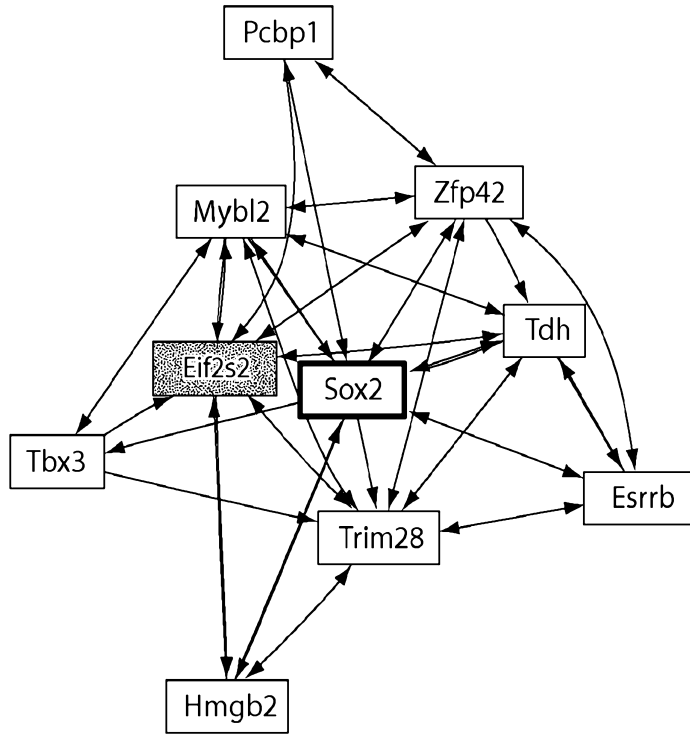 Pcbp1
Zfp42
Mybl2
Tdh
Eif2s2
Sox2
Tbx3
Esrrb
Trim28
Hmgb2